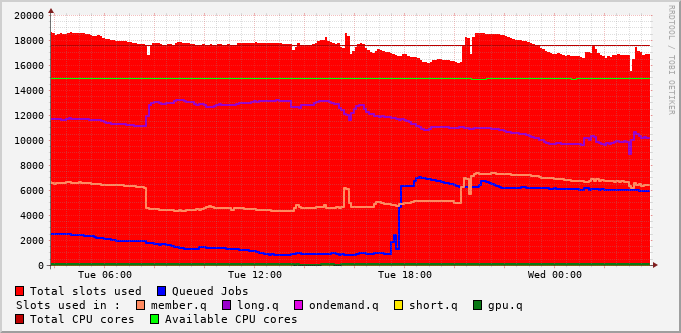 20000
18000
16000
14000
12000
10000
8000
6000
4000
2000
0
Tue 06:00 Tue 12:00 Tue 18:00 Wed 00:00
RRDTOOL / TOBI OETIKER
Total slots used Queued Jobs
Slots used in : member.q long.q ondemand.q short.q gpu.q
Total CPU cores Available CPU cores